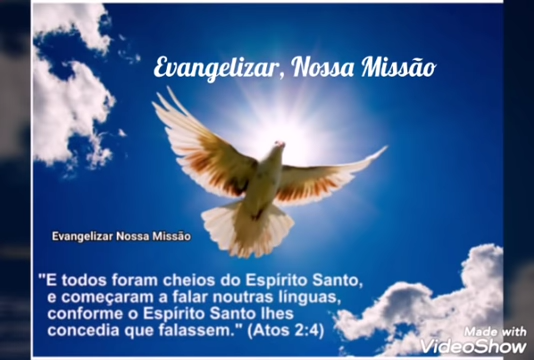 Evangelizar, Nossa Missão
Evangelizar Nossa Missão
"E todos foram cheios do Espírito Santo,
e começaram a falar noutras línguas,
conforme o Espírito Santo lhes
concedia que falassem." (Atos 2:4)
Made with
VideoShow